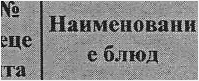 №
еце
та
Наименовани
е блюд